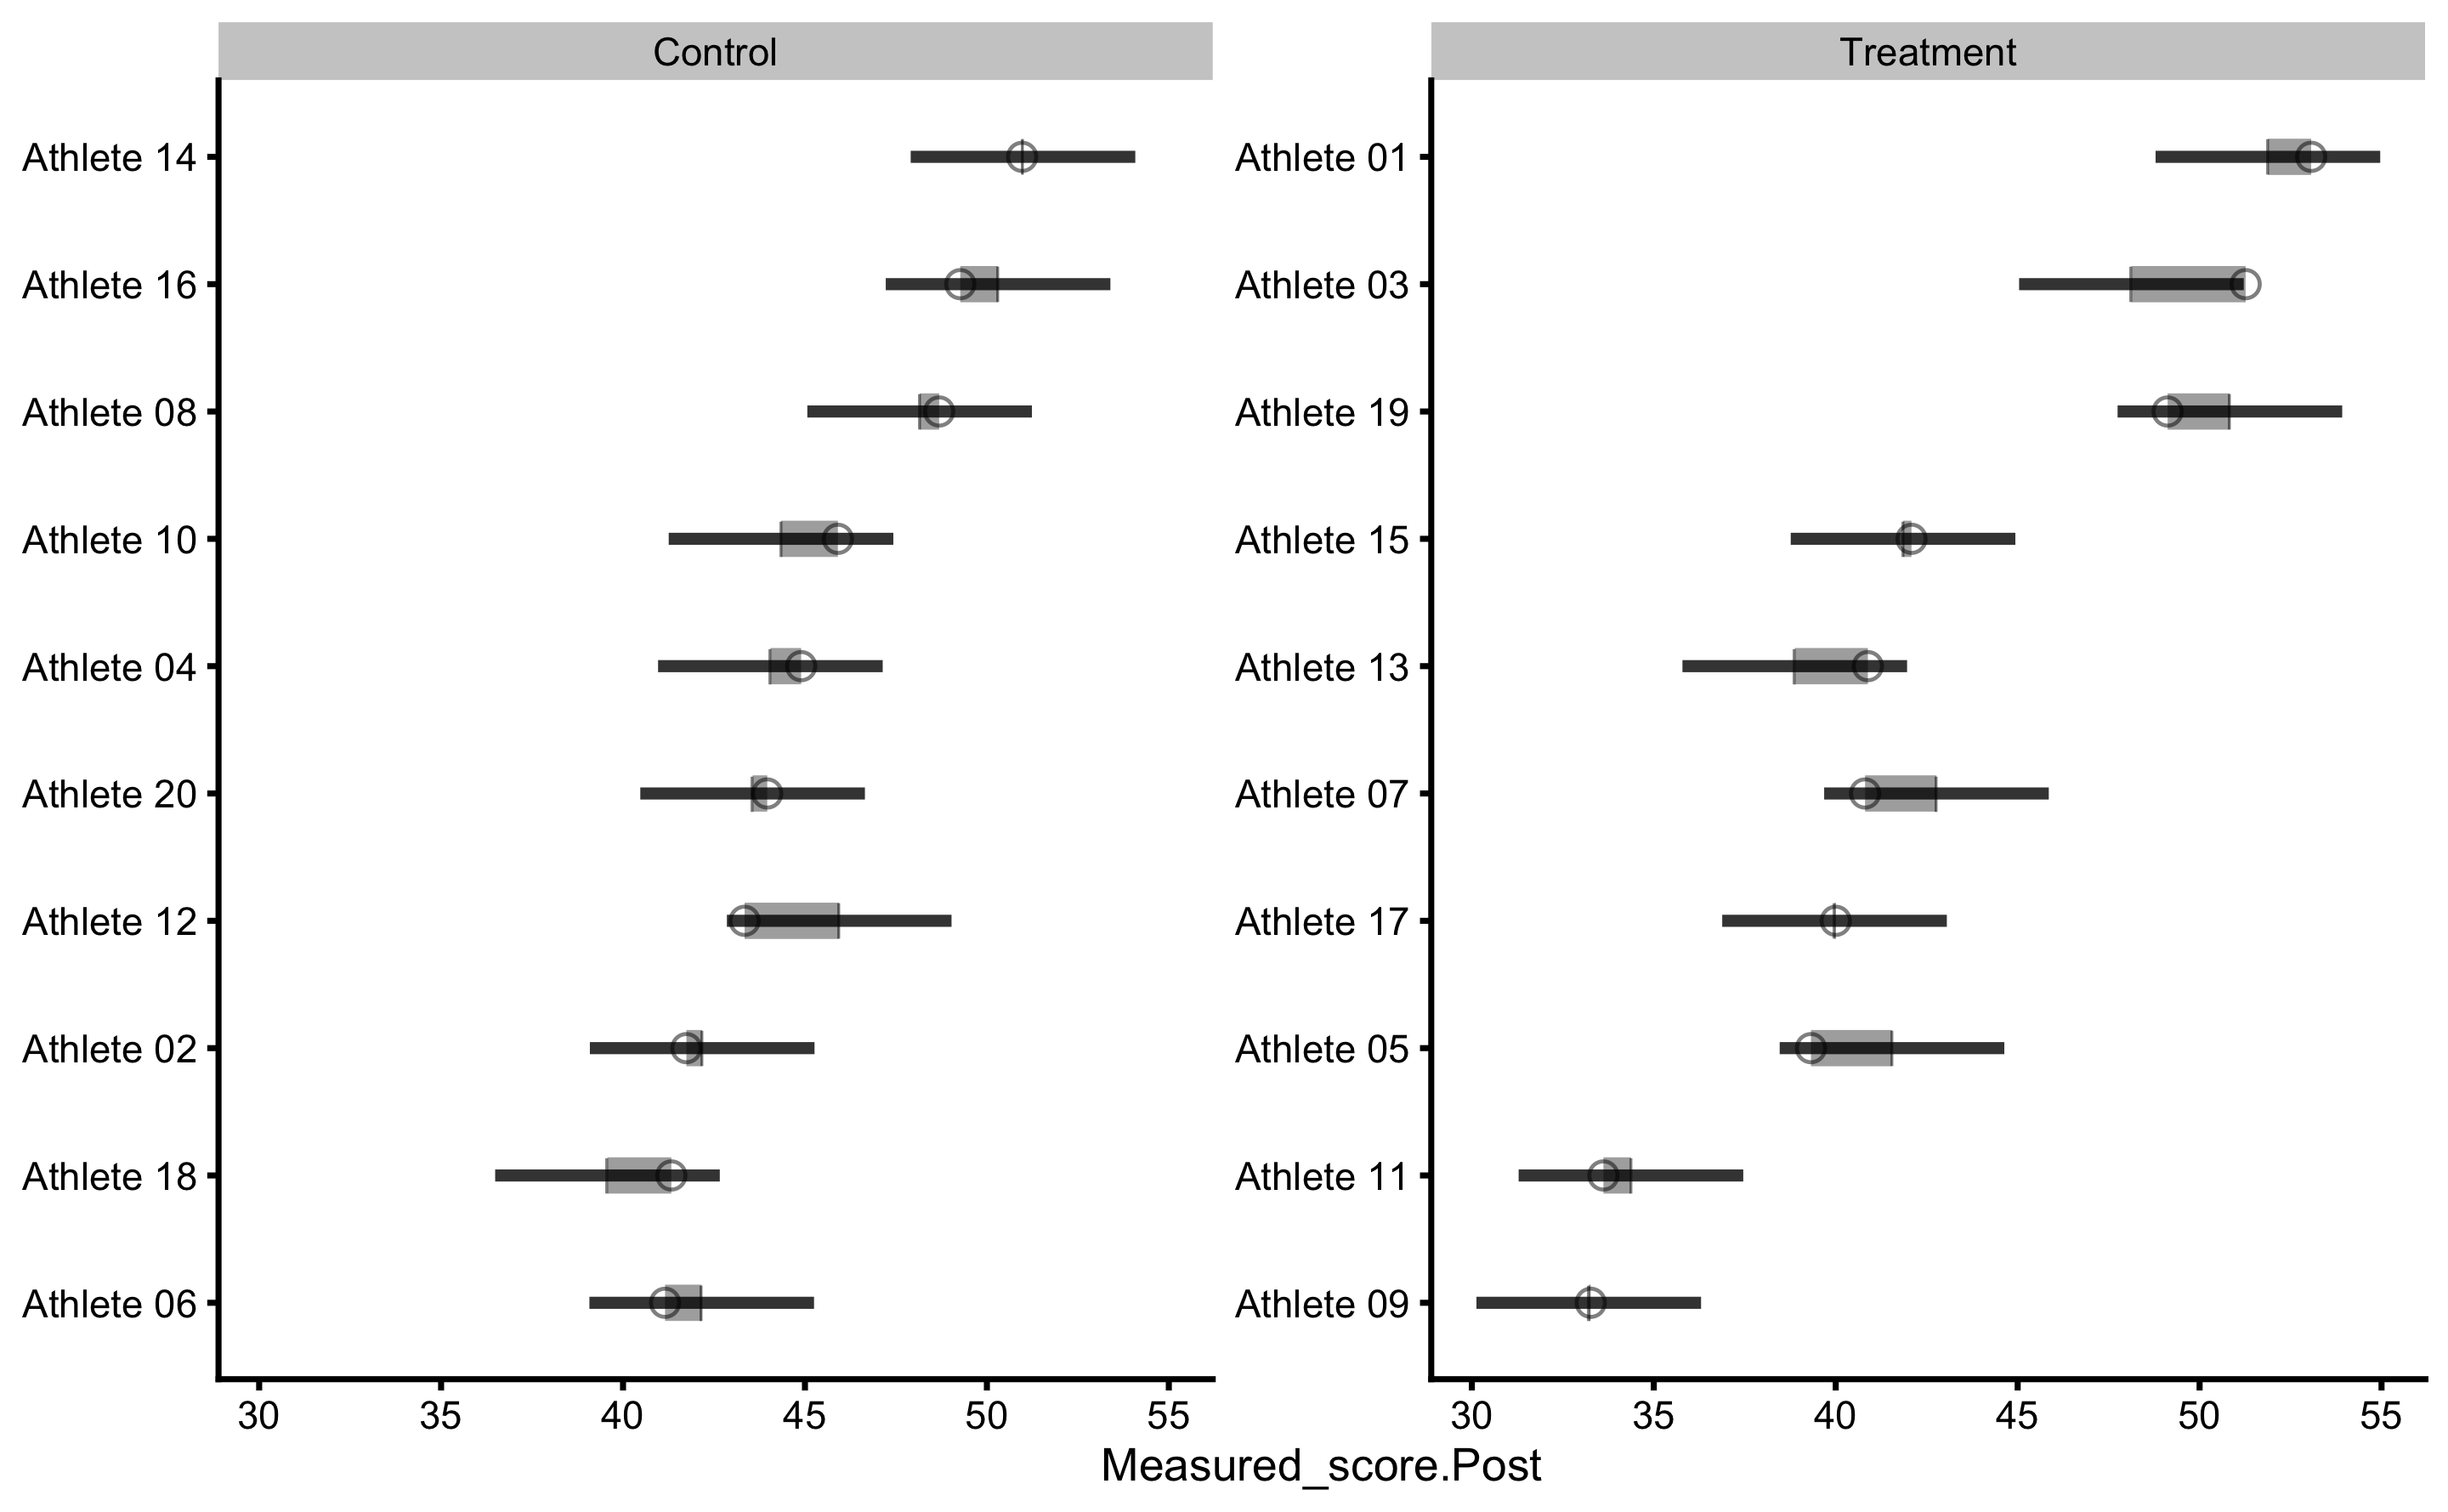 Control
Athlete 14
Athlete 16
Athlete 08
Athlete 10
Athlete 04
Athlete 20
Athlete 12
Athlete 02
Athlete 18
Athlete 06
30 35 40 45 50 55
Treatment
Athlete 01
Athlete 03
Athlete 19
Athlete 15
Athlete 13
Athlete 07
Athlete 17
Athlete 05
Athlete 11
Athlete 09
30 35 40 45 50 55
Measured_score.Post